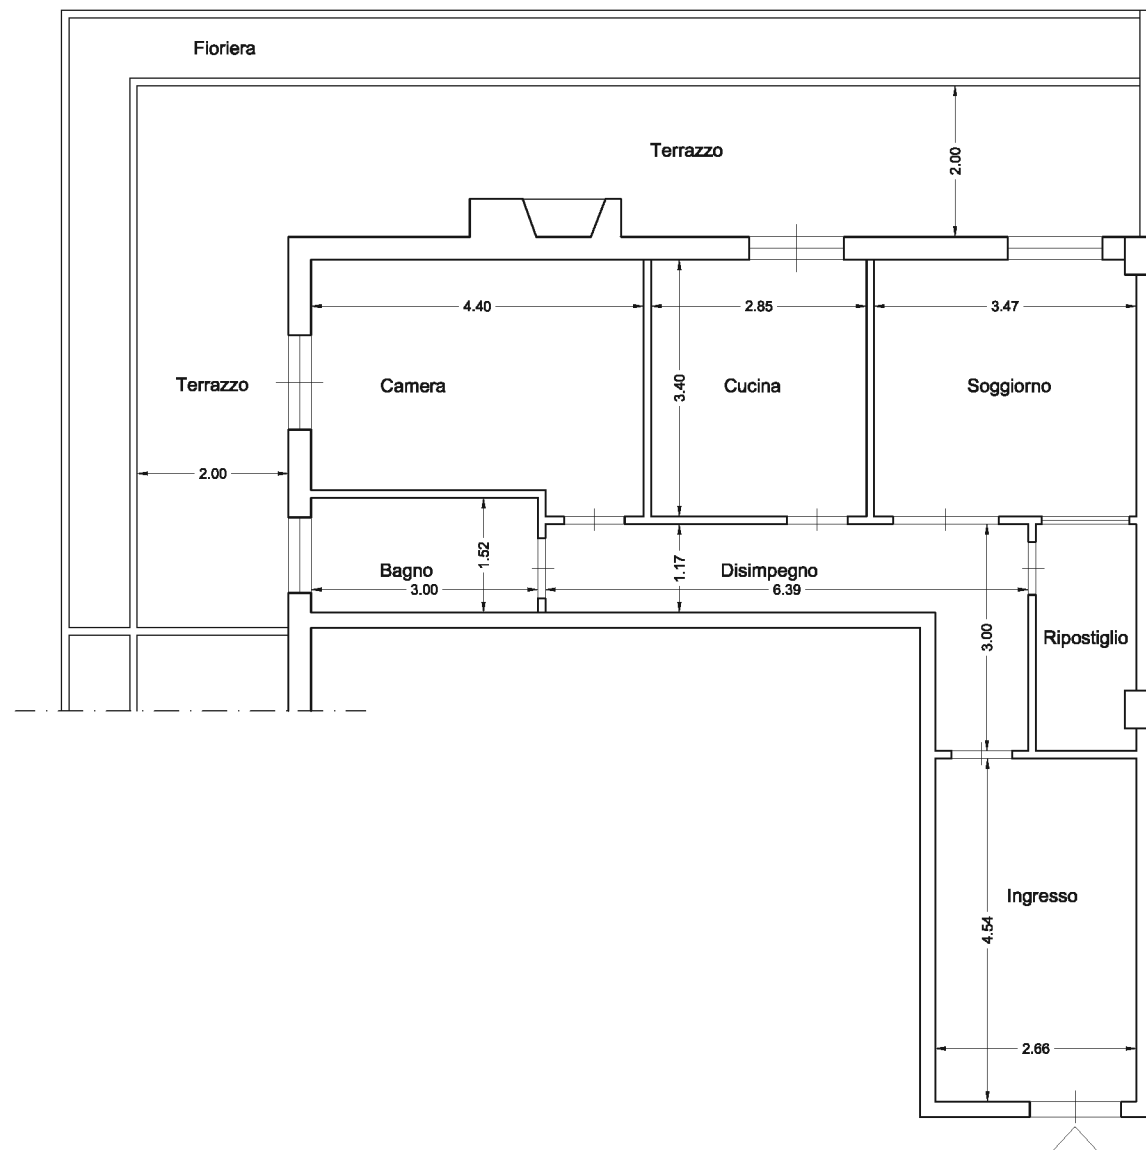 Fioriera
Terrazzo
2.00
4.40
2.85
3.47
Terrazzo
Camera
3.40
Cucina
Soggiorno
2.00
Bagno
3.00
1.52
1.17
Disimpegno
6.39
3.00
Ripostiglio
Ingresso
4.54
2.66